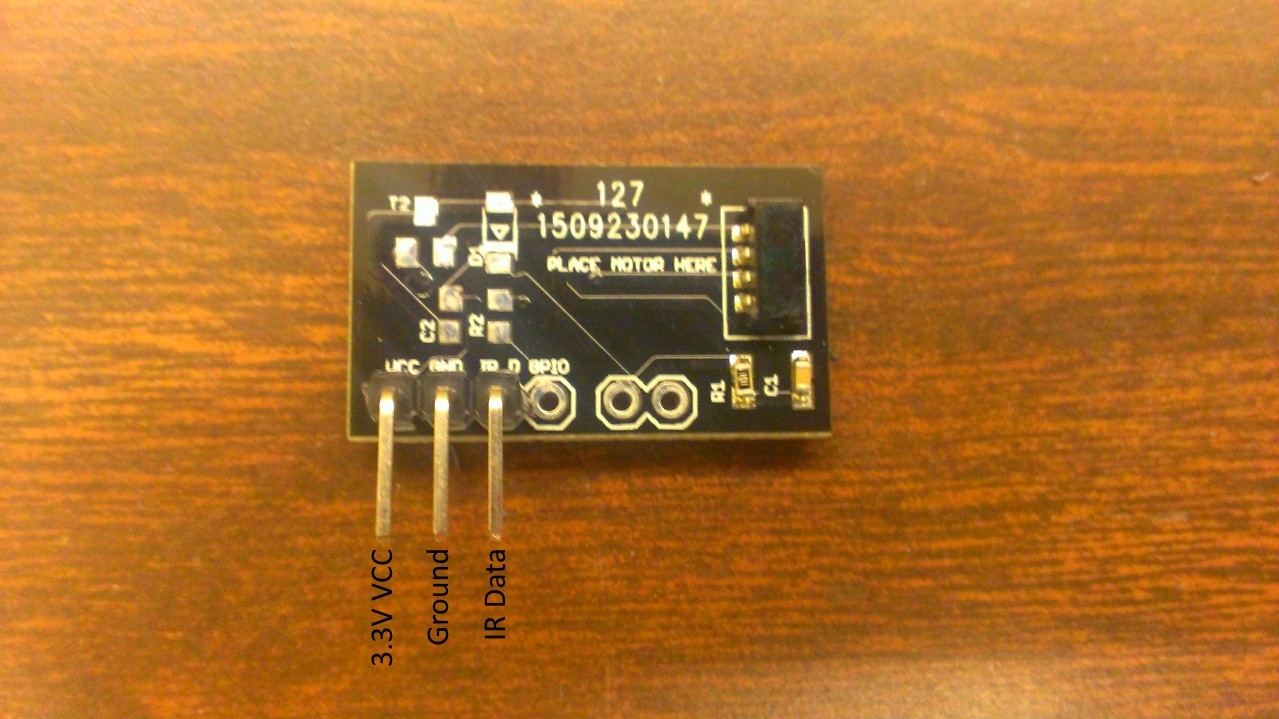 T2
* 127 *
1509230147
D1
PLACE MOTOR HERE
C2
R2
VCC GND IR_D GPIO
R1
C1
3.3V VCC
Ground
IR Data